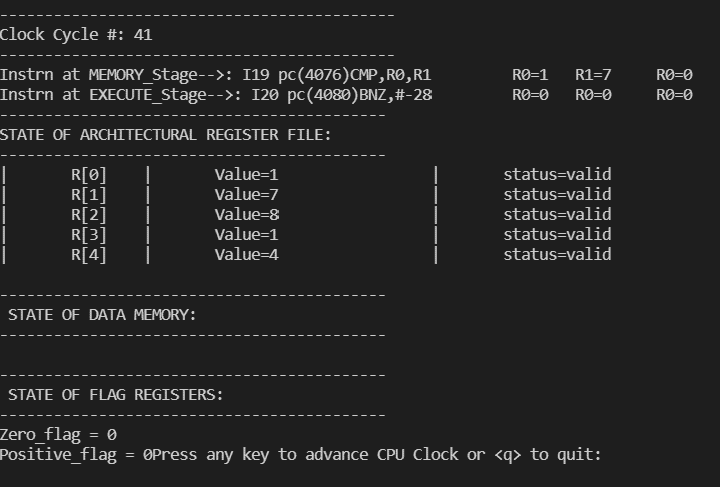 --------------------------------------------
Clock Cycle #: 41
--------------------------------------------
Instrn at MEMORY_Stage-->: I19 pc(4076)CMP,R0,R1         R0=1   R1=7     R0=0
Instrn at EXECUTE_Stage-->: I20 pc(4080)BNZ,#-28         R0=0   R0=0     R0=0
-------------------------------------------
STATE OF ARCHITECTURAL REGISTER FILE:
-------------------------------------------
|       R[0]    |       Value=1                 |       status=valid
|       R[1]    |       Value=7                 |       status=valid
|       R[2]    |       Value=8                 |       status=valid
|       R[3]    |       Value=1                 |       status=valid
|       R[4]    |       Value=4                 |       status=valid
-------------------------------------------
 STATE OF DATA MEMORY:
-------------------------------------------
-------------------------------------------
 STATE OF FLAG REGISTERS:
-------------------------------------------
Zero_flag = 0
Positive_flag = 0Press any key to advance CPU Clock or <q> to quit: